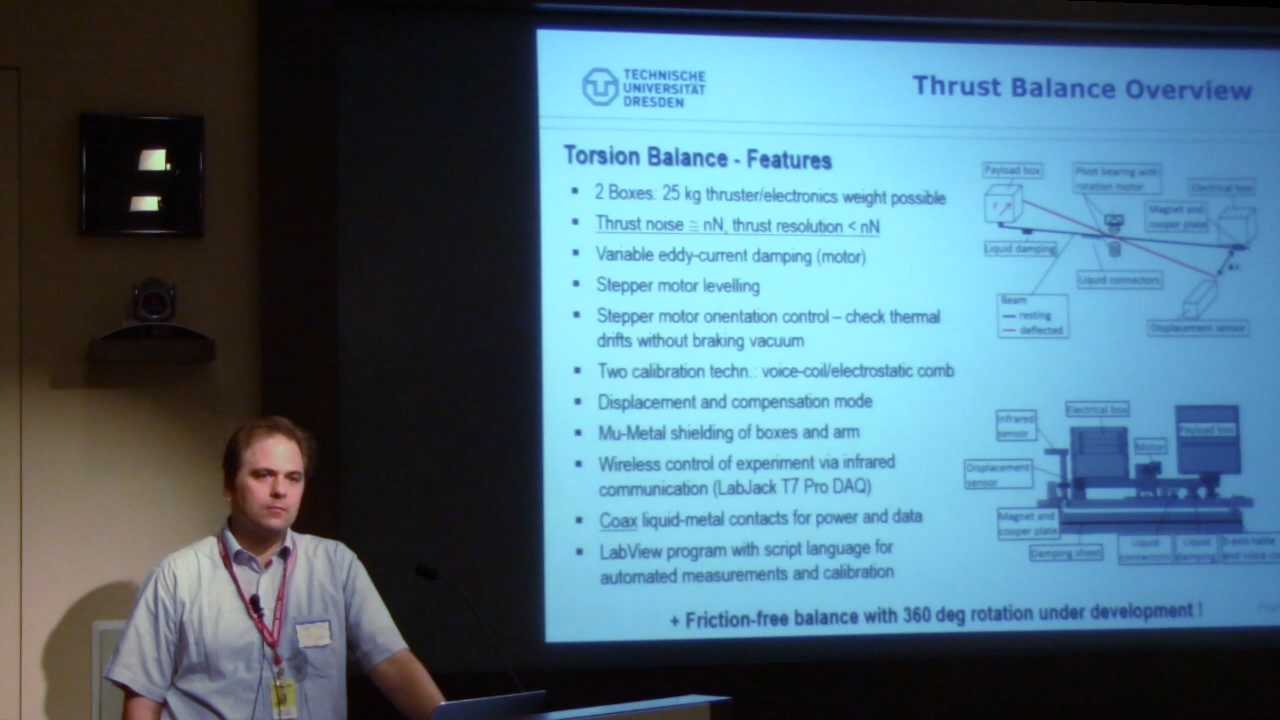 TECHNISCHE
UNIVERSITÄT
DRESDEN
Thrust Balance Overview
Torsion Balance - Features
2 Boxes: 25 kg thruster/electronics weight possible
Thrust noise ≅ nN, thrust resolution < nN
Variable eddy-current damping (motor)
Stepper motor levelling
Stepper motor orientation control – check thermal
drifts without braking vacuum
Two calibration techn.: voice-coil/electrostatic comb
Displacement and compensation mode
Mu-Metal shielding of boxes and arm
Wireless control of experiment via infrared
communication (LabJack T7 Pro DAQ)
Coax liquid-metal contacts for power and data
LabView program with script language for
automated measurements and calibration
+ Friction-free balance with 360 deg rotation under development !
Payload box
Pivot bearing with
rotation motor
Electrical box
Magnet and
cooper plate
Liquid damping
Liquid connectors
Beam
resting
deflected
Displacement sensor
Infrared
sensor
Electrical box
Motor
Payload box
Displacement
sensor
Magnet and
cooper plate
Damping sheet
Liquid
connectors
Liquid
damping